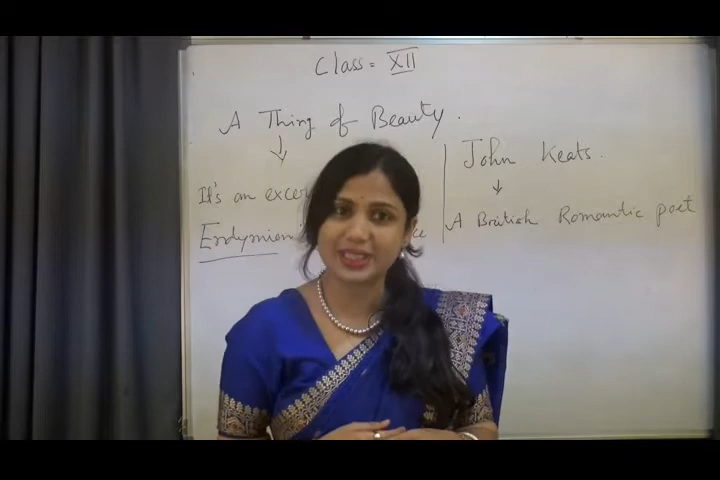 Class = XII
A Thing of Beauty.
It's an excer
Endymion
John Keats.
A British Romantic poet